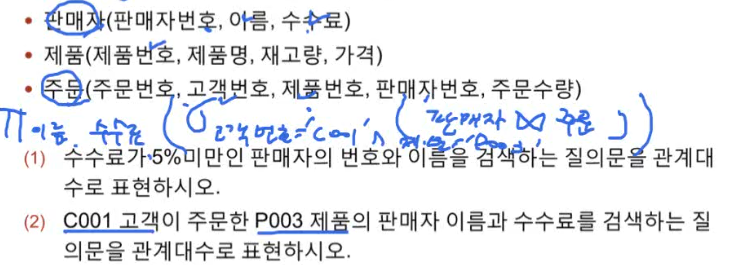 • 판매자(판매자번호, 이름, 수수료)
• 제품(제품번호, 제품명, 재고량, 가격)
• 주문(주문번호, 고객번호, 제품번호, 판매자번호, 주문수량)
π 이름, 수수료 (σ 고객번호='C001' ∧ 제품='P003' (판매자 ⋈ 주문))
(1) 수수료가 5%미만인 판매자의 번호와 이름을 검색하는 질의문을 관계대
수로 표현하시오.
(2) C001 고객이 주문한 P003 제품의 판매자 이름과 수수료를 검색하는 질
의문을 관계대수로 표현하시오.